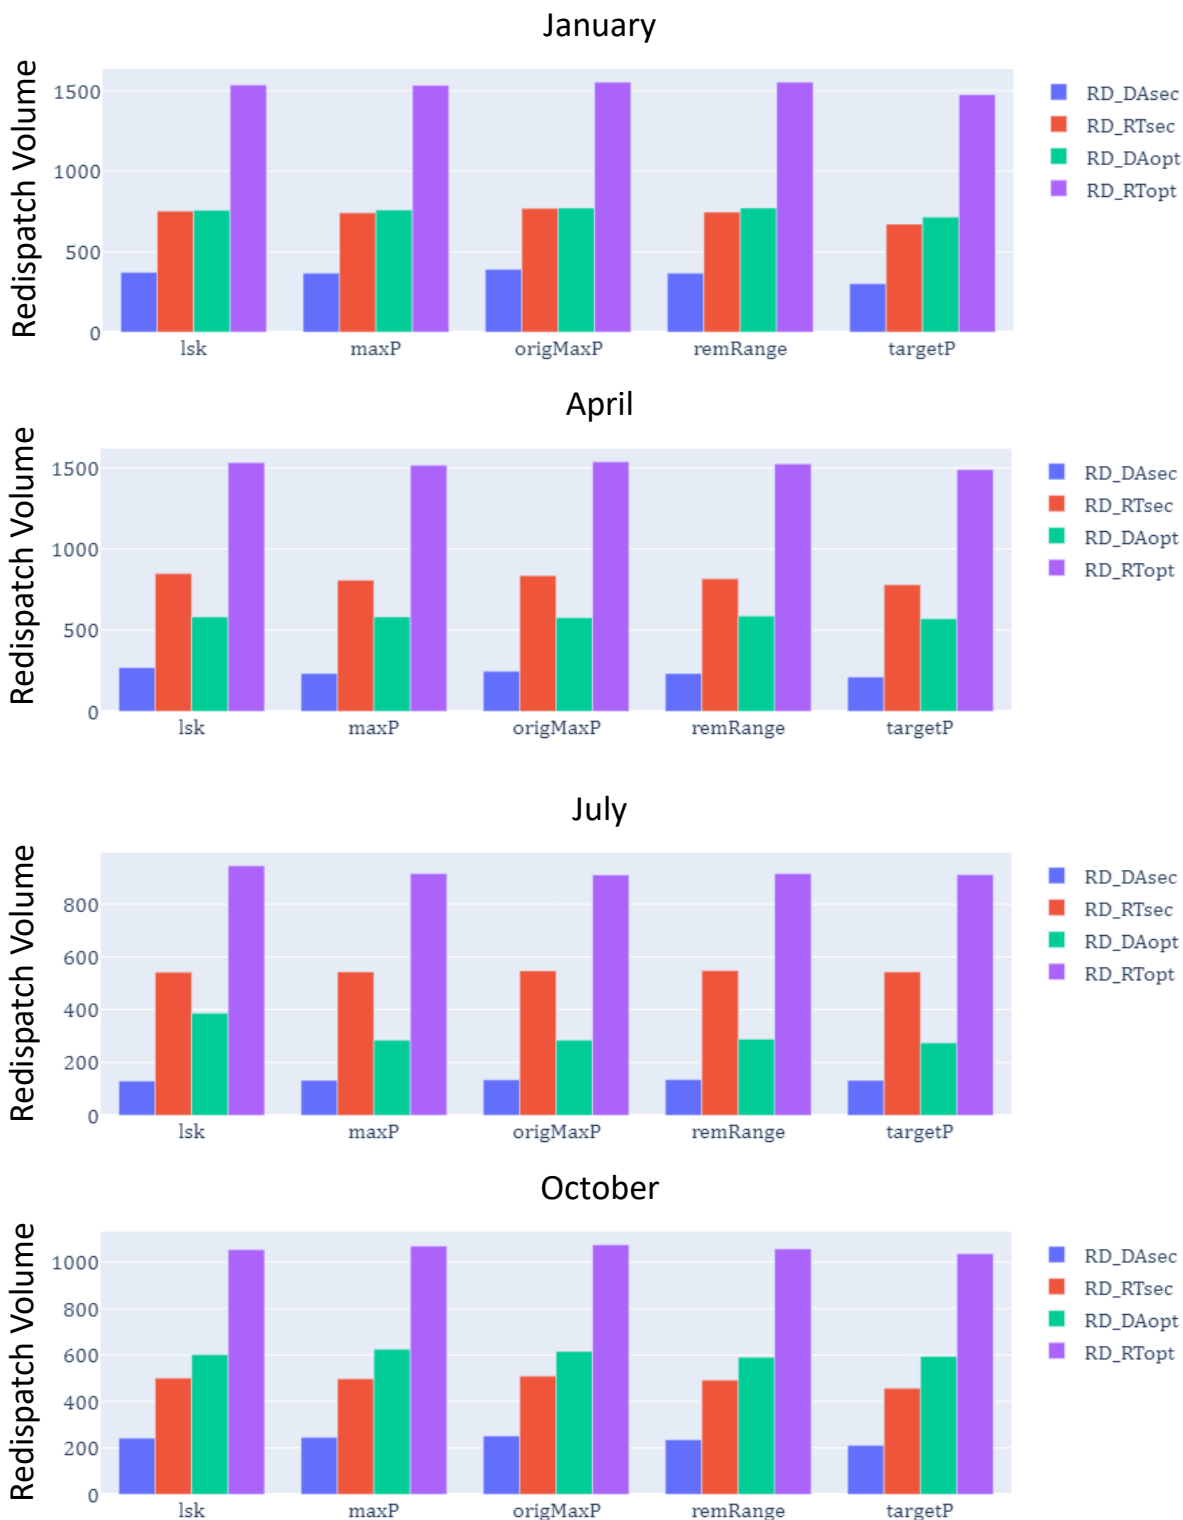 January
Redispatch Volume
1500
1000
500
0
lsk maxP origMaxP remRange targetP
RD_DAsec
RD_RTsec
RD_DAopt
RD_RTopt
April
Redispatch Volume
1500
1000
500
0
lsk maxP origMaxP remRange targetP
RD_DAsec
RD_RTsec
RD_DAopt
RD_RTopt
July
Redispatch Volume
800
600
400
200
0
lsk maxP origMaxP remRange targetP
RD_DAsec
RD_RTsec
RD_DAopt
RD_RTopt
October
Redispatch Volume
1000
800
600
400
200
0
lsk maxP origMaxP remRange targetP
RD_DAsec
RD_RTsec
RD_DAopt
RD_RTopt